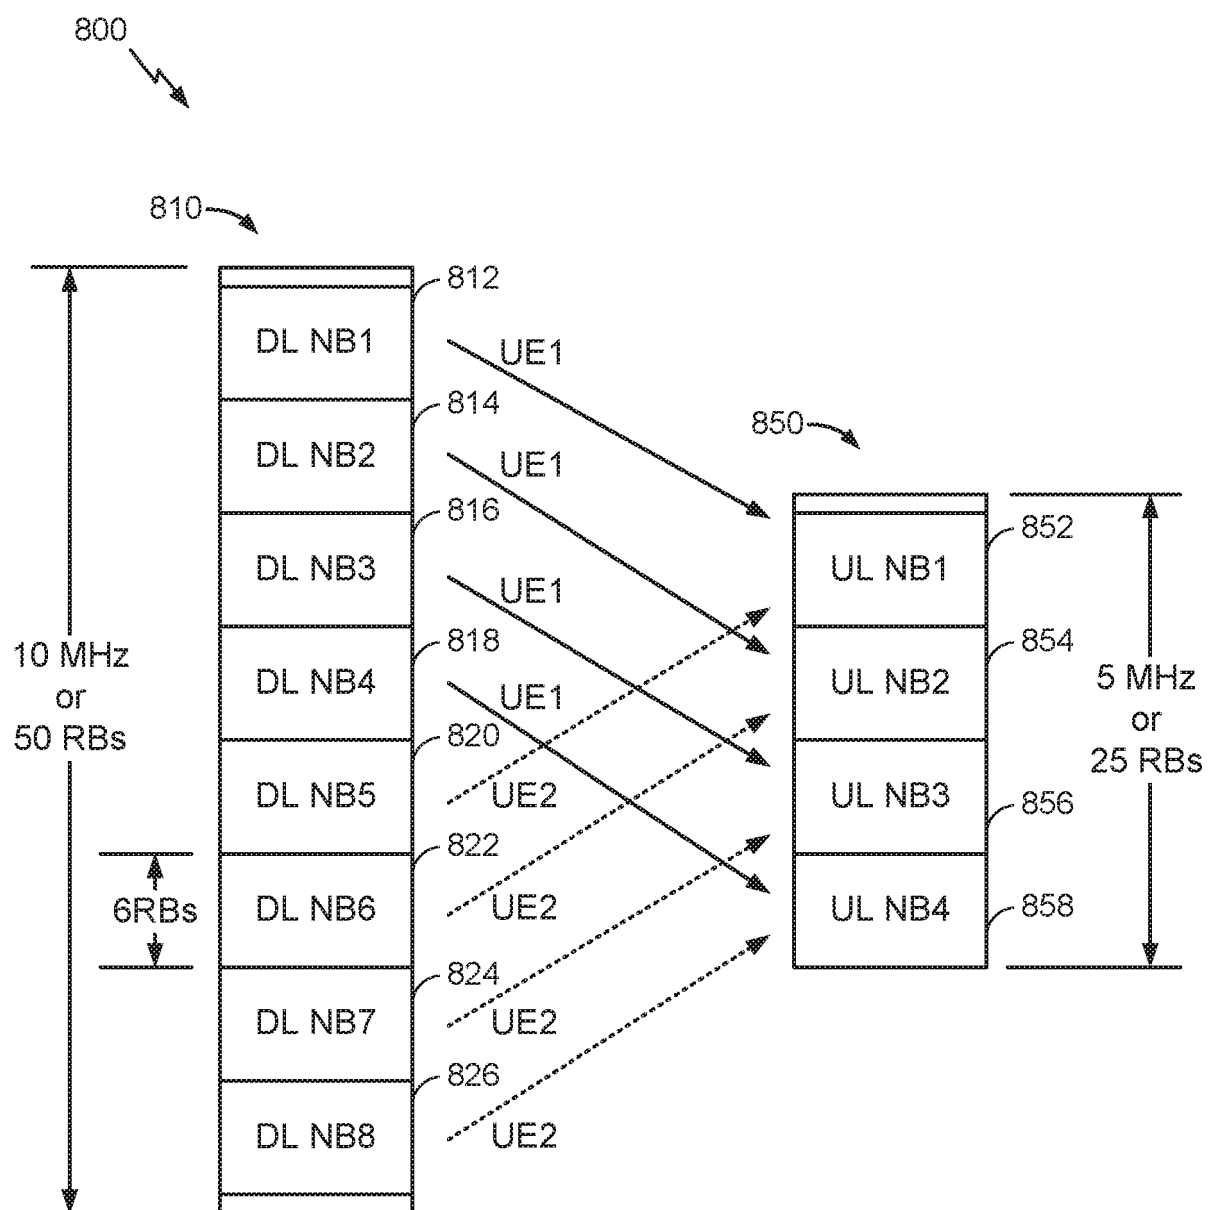 800
810
812
DL NB1
UE1
814
850
DL NB2
UE1
816
852
DL NB3
UE1
UL NB1
10 MHz
or
50 RBs
818
854
DL NB4
UE1
UL NB2
5 MHz
or
25 RBs
820
DL NB5
UE2
UL NB3
856
822
6RBs
DL NB6
UE2
UL NB4
858
824
DL NB7
UE2
826
DL NB8
UE2